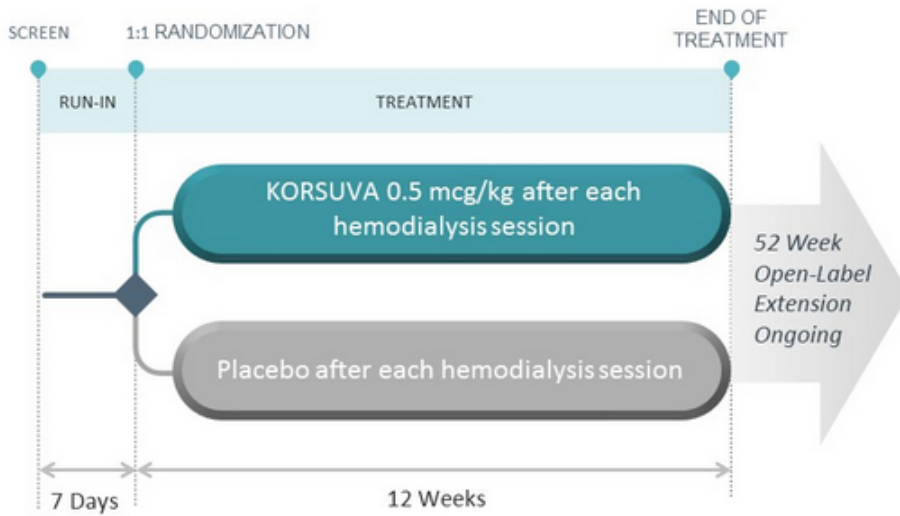 SCREEN
1:1 RANDOMIZATION
END OF
TREATMENT
RUN-IN
TREATMENT
KORSUVA 0.5 mcg/kg after each
hemodialysis session
52 Week
Open-Label
Extension
Ongoing
Placebo after each hemodialysis session
7 Days
12 Weeks